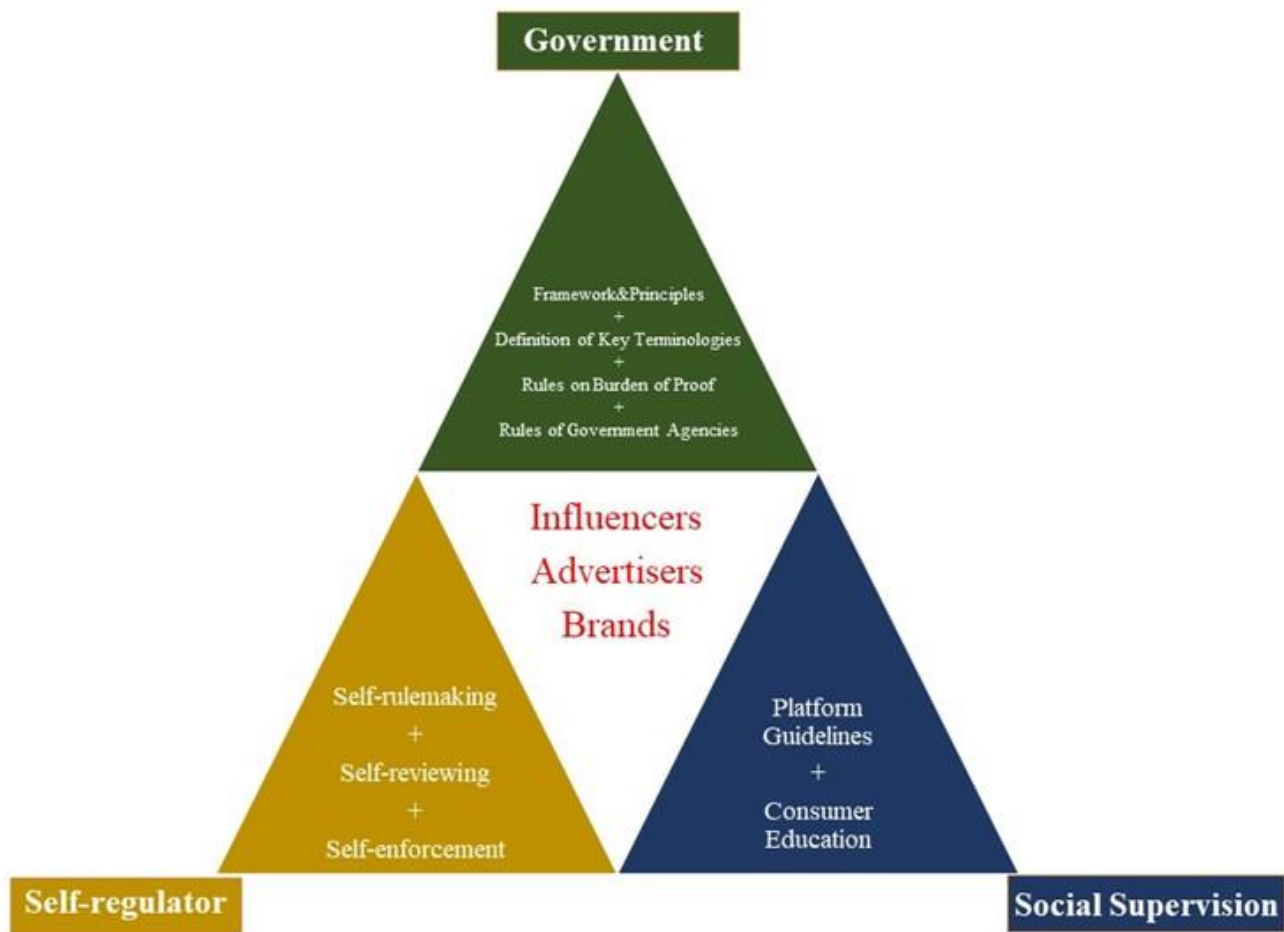 Government
Framework&Principles
+
Definition of Key Terminologies
+
Rules on Burden of Proof
+
Rules of Government Agencies
Influencers
Advertisers
Brands
Self-rulemaking
+
Self-reviewing
+
Self-enforcement
Platform
Guidelines
+
Consumer
Education
Self-regulator
Social Supervision